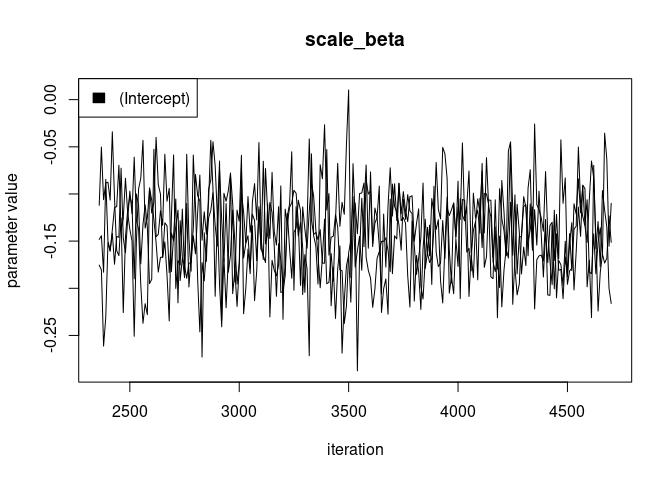 scale_beta
(Intercept)
0.00
-0.05
-0.15
-0.25
parameter value
2500 3000 3500 4000 4500
iteration